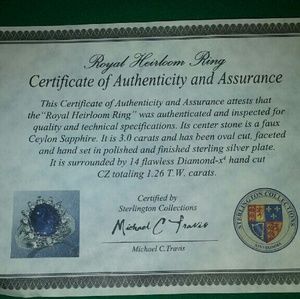 Royal Heirloom Ring
Certificate of Authenticity and Assurance
This Certificate of Authenticity and Assurance attests that
the "Royal Heirloom Ring" was authenticated and inspected for
quality and technical specifications. Its center stone is a faux
Ceylon Sapphire. It is 3.0 carats and has been oval cut, faceted
and hand set in polished and finished sterling silver plate.
It is surrounded by 14 flawless Diamond-x⁴ hand cut
CZ totaling 1.26 T.W. carats.
Certified by
Sterlington Collections
Michael C. Travis
Michael C.Travis
STERLINGTON COLLECTIONS